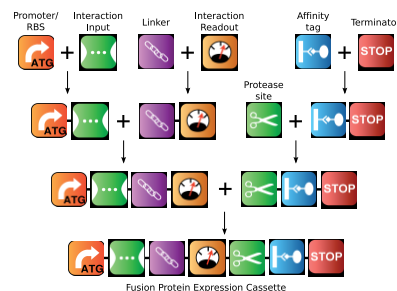 Promoter/
RBS
Interaction
Input
Linker
Interaction
Readout
Affinity
tag
Terminato
ATG
STOP
Protease
site
ATG
STOP
ATG
STOP
ATG
STOP
Fusion Protein Expression Cassette